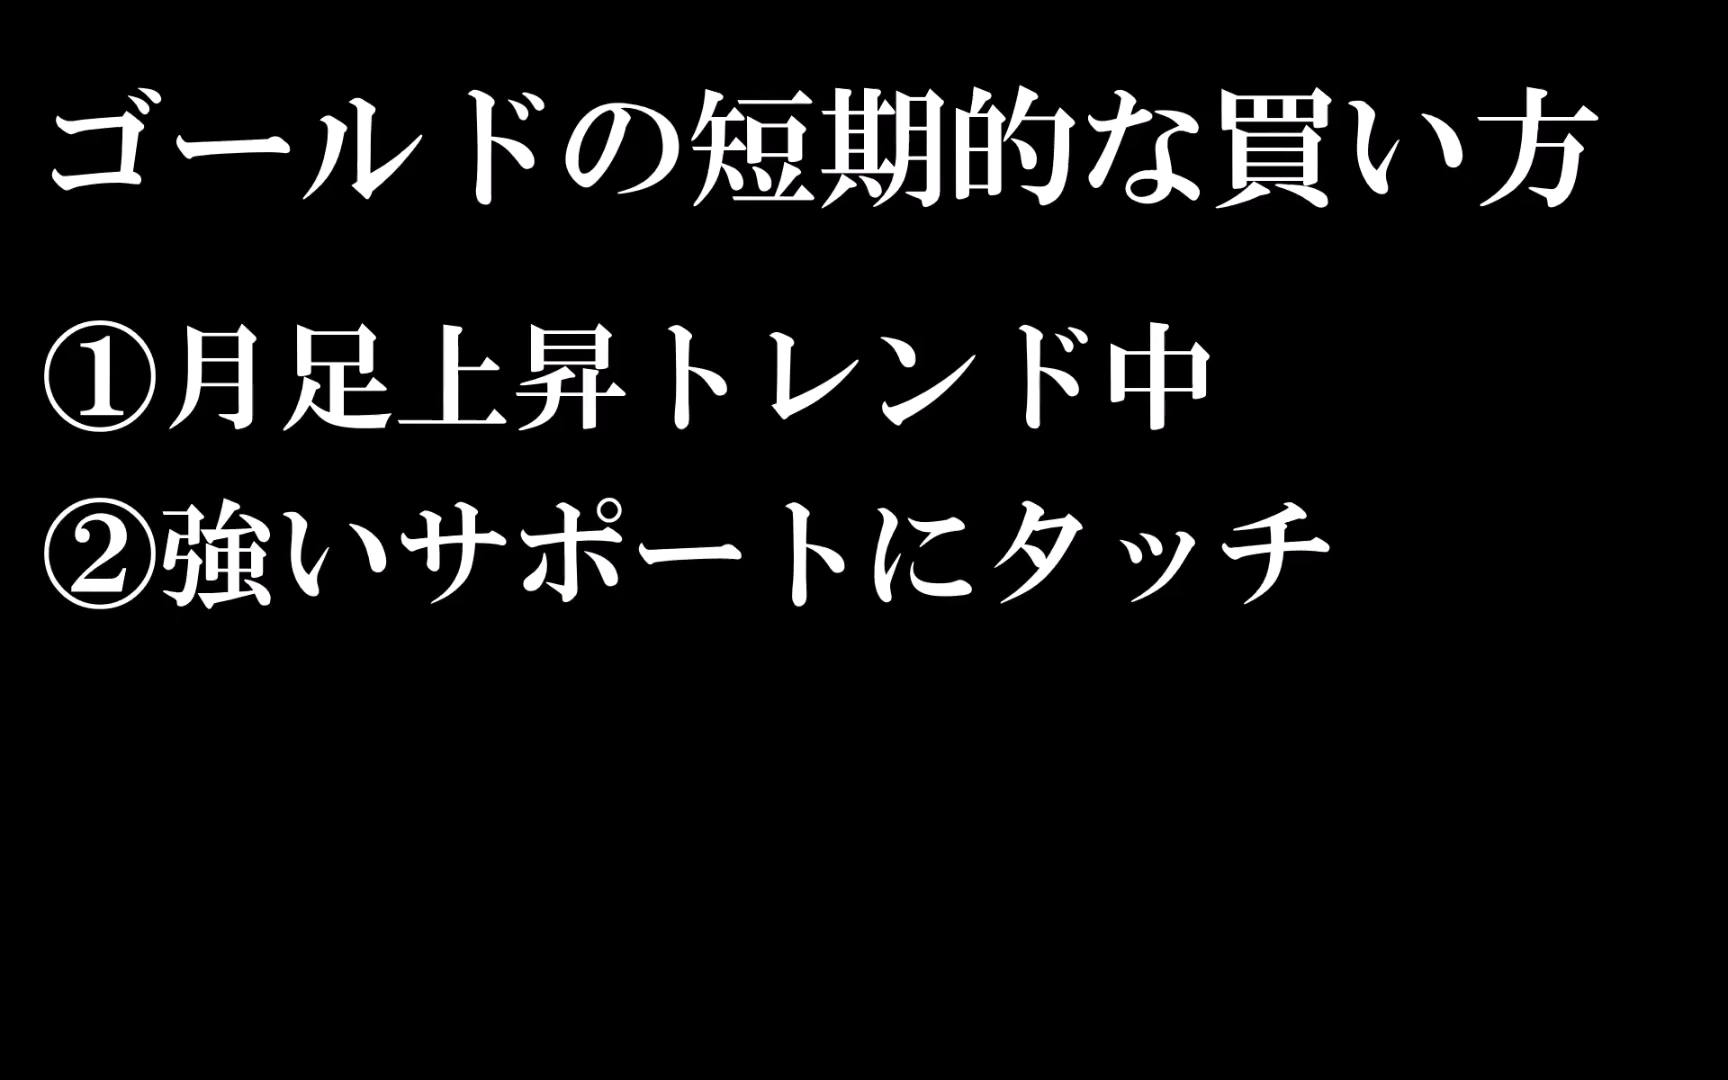 ゴールドの短期的な買い方
①月足上昇トレンド中
②強いサポートにタッチ